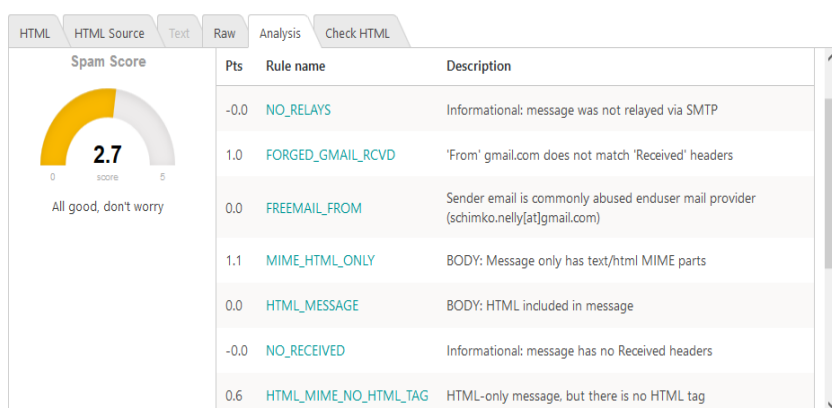 HTML HTML Source Text Raw Analysis Check HTML
Spam Score
2.7
0 score 5
All good, don't worry
Pts Rule name Description
-0.0 NO_RELAYS Informational: message was not relayed via SMTP
1.0 FORGED_GMAIL_RCVD 'From' gmail.com does not match 'Received' headers
0.0 FREEMAIL_FROM Sender email is commonly abused enduser mail provider
(schimko.nelly[at]gmail.com)
1.1 MIME_HTML_ONLY BODY: Message only has text/html MIME parts
0.0 HTML_MESSAGE BODY: HTML included in message
-0.0 NO_RECEIVED Informational: message has no Received headers
0.6 HTML_MIME_NO_HTML_TAG HTML-only message, but there is no HTML tag